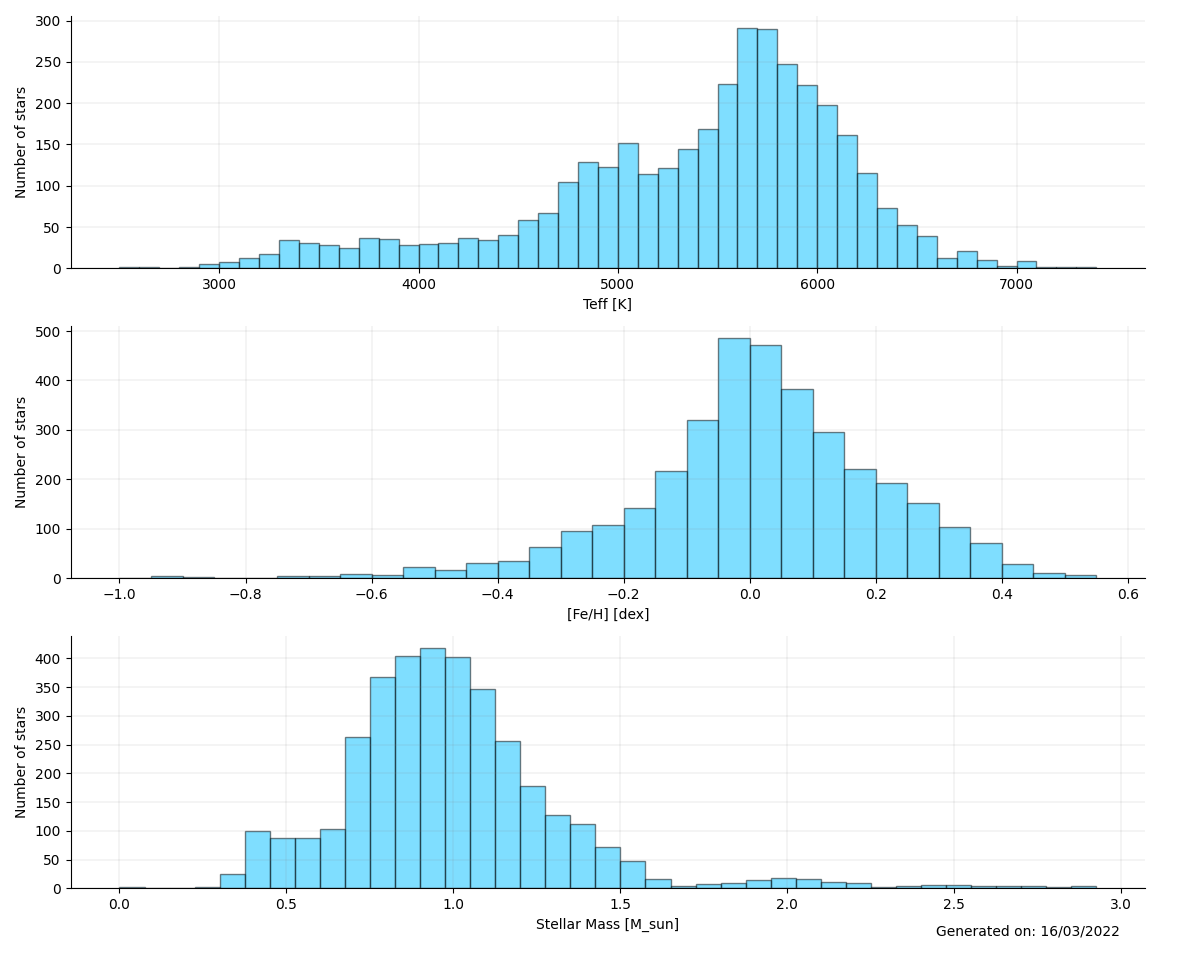 300
250
200
150
100
50
0
Number of stars
3000 4000 5000 6000 7000
Teff [K]
500
400
300
200
100
0
Number of stars
−1.0 −0.8 −0.6 −0.4 −0.2 0.0 0.2 0.4 0.6
[Fe/H] [dex]
400
350
300
250
200
150
100
50
0
Number of stars
0.0 0.5 1.0 1.5 2.0 2.5 3.0
Stellar Mass [M_sun]
Generated on: 16/03/2022